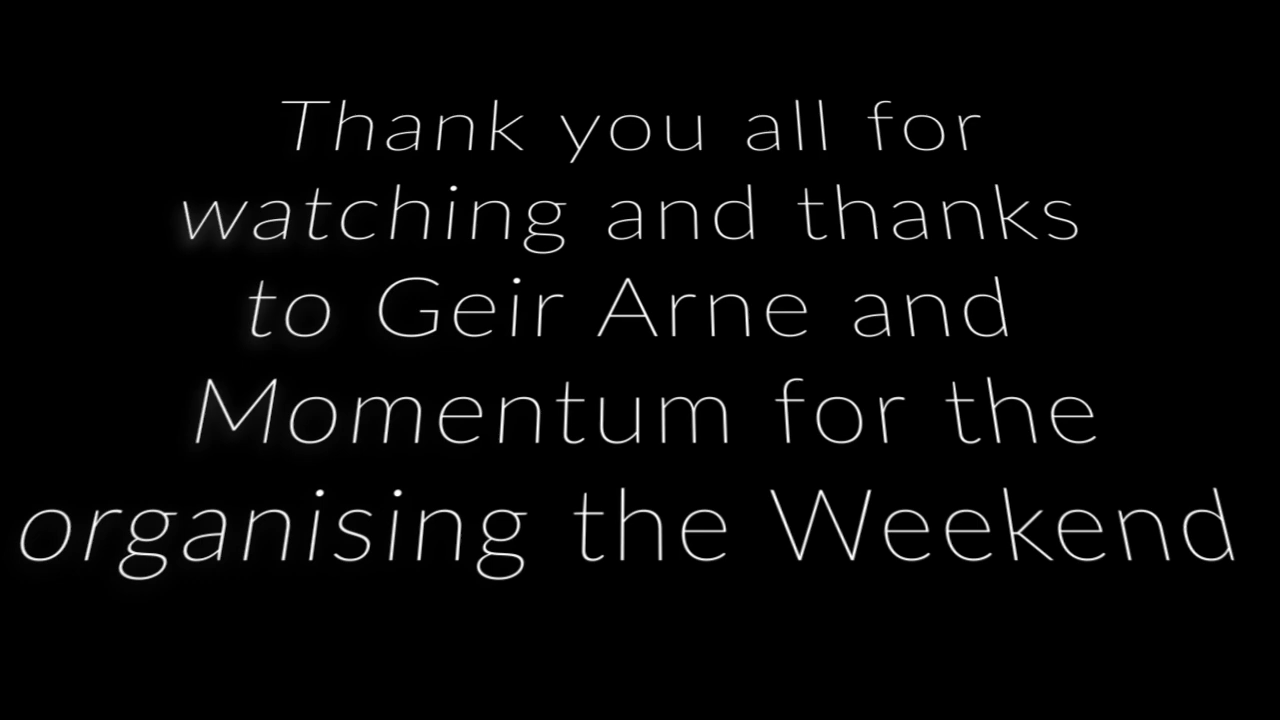 Thank you all for
watching and thanks
to Geir Arne and
Momentum for the
organising the Weekend